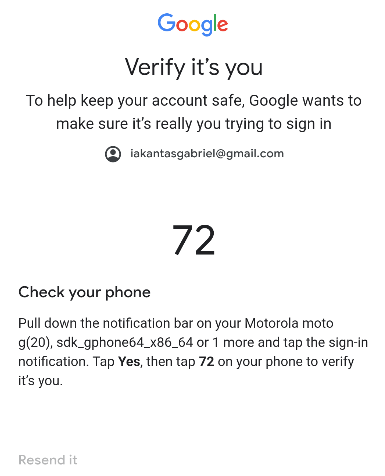 Google
Verify it's you
To help keep your account safe, Google wants to
make sure it's really you trying to sign in
iakantasgabriel@gmail.com
72
Check your phone
Pull down the notification bar on your Motorola moto
g(20), sdk_gphone64_x86_64 or 1 more and tap the sign-in
notification. Tap Yes, then tap 72 on your phone to verify
it's you.
Resend it